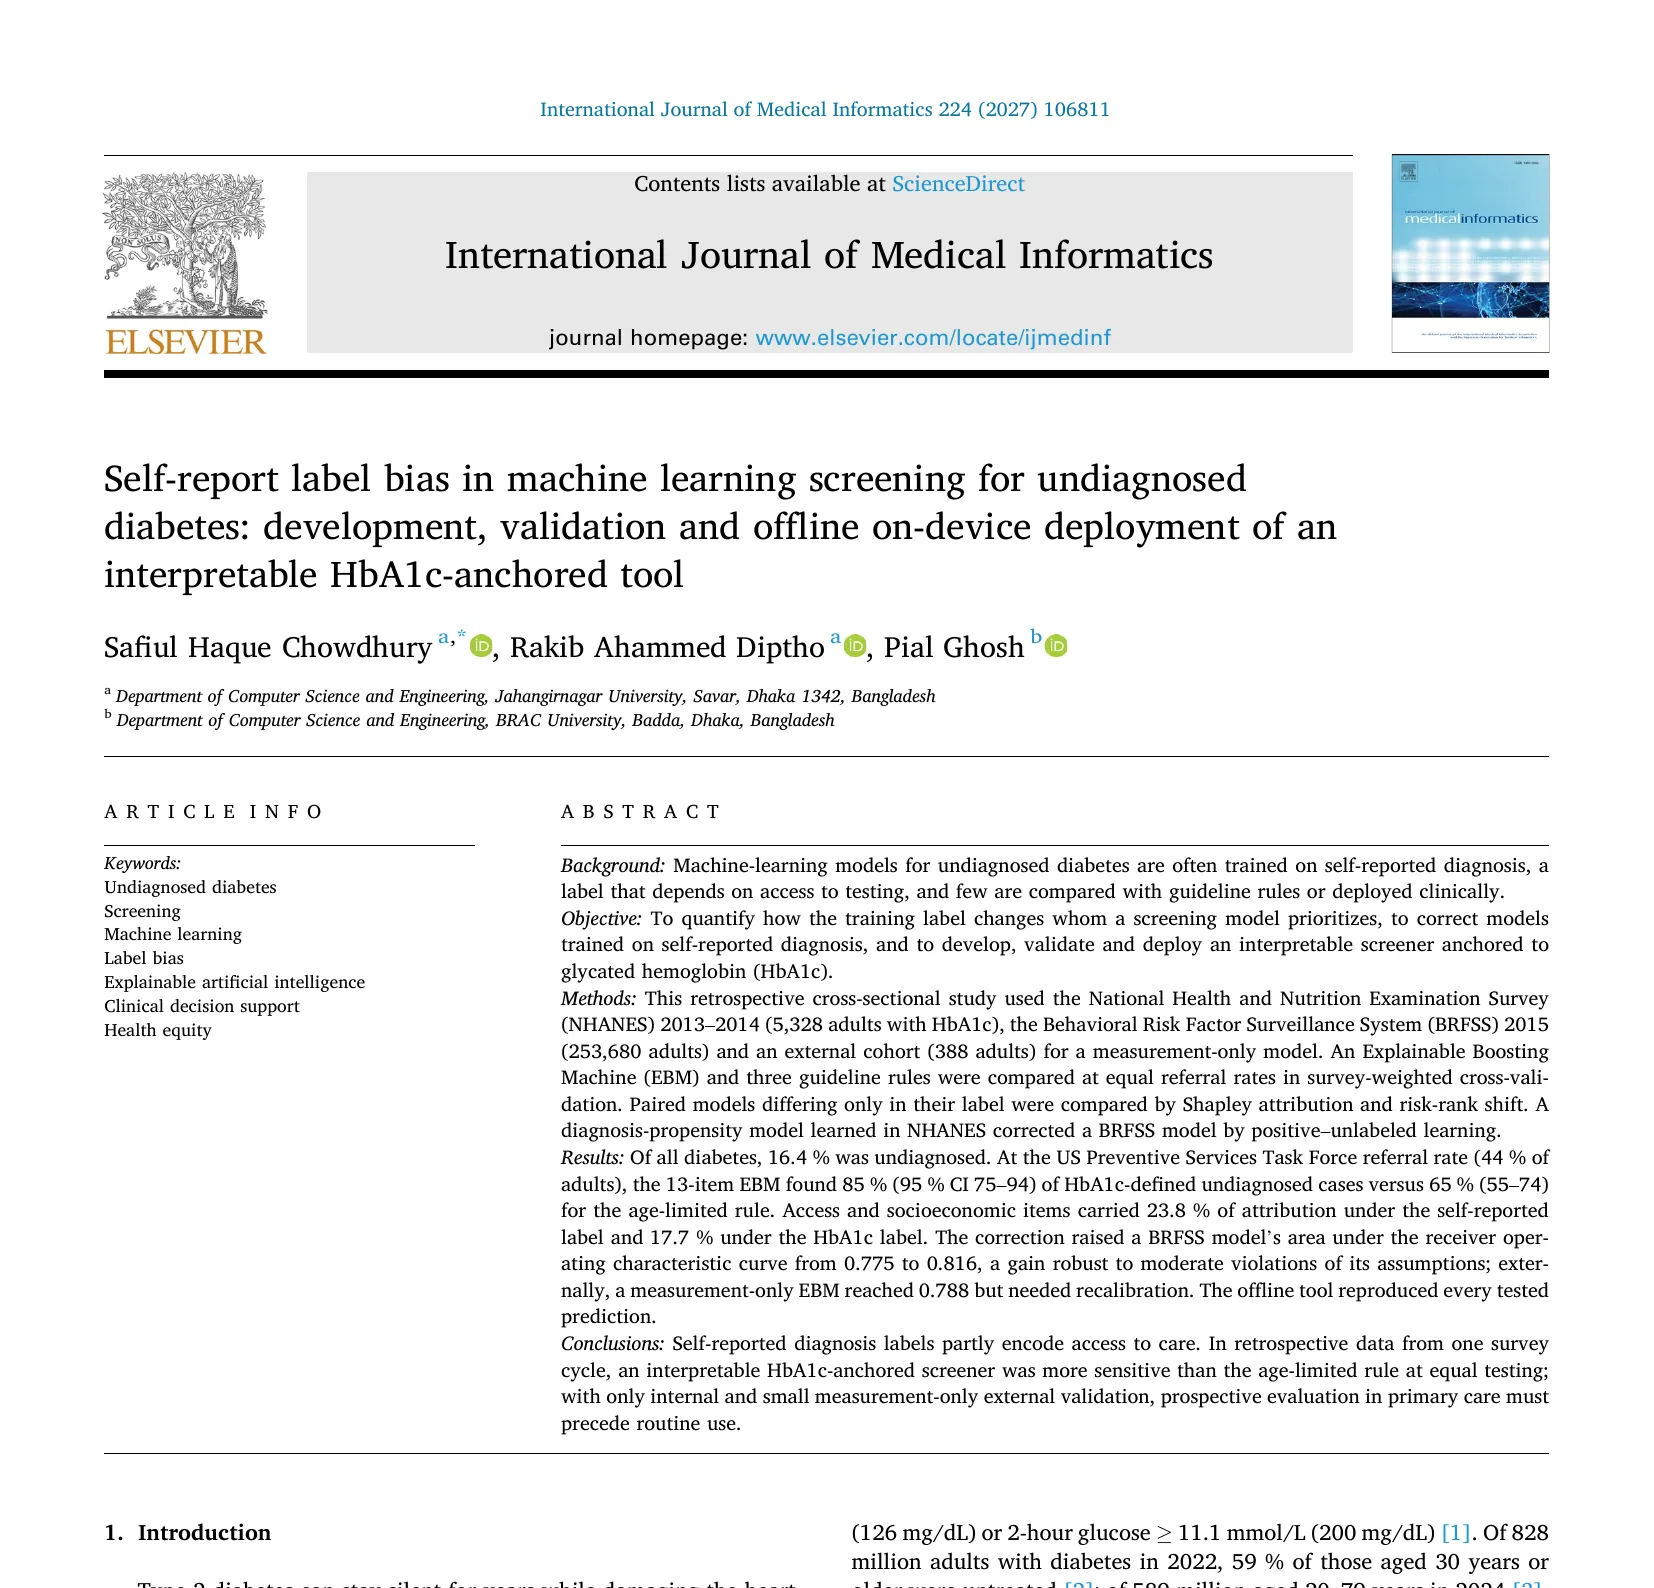 International Journal of Medical Informatics 224 (2027) 106811
Contents lists available at ScienceDirect
International Journal of Medical Informatics
journal homepage: www.elsevier.com/locate/ijmedinf
NON SOLUS
ELSEVIER
medicalinformatics
Self-report label bias in machine learning screening for undiagnosed
diabetes: development, validation and offline on-device deployment of an
interpretable HbA1c-anchored tool
Safiul Haque Chowdhury a,* iD, Rakib Ahammed Diptho a iD, Pial Ghosh b iD
a Department of Computer Science and Engineering, Jahangirnagar University, Savar, Dhaka 1342, Bangladesh
b Department of Computer Science and Engineering, BRAC University, Badda, Dhaka, Bangladesh
ARTICLE INFO
Keywords:
Undiagnosed diabetes
Screening
Machine learning
Label bias
Explainable artificial intelligence
Clinical decision support
Health equity
ABSTRACT
Background: Machine-learning models for undiagnosed diabetes are often trained on self-reported diagnosis, a
label that depends on access to testing, and few are compared with guideline rules or deployed clinically.
Objective: To quantify how the training label changes whom a screening model prioritizes, to correct models
trained on self-reported diagnosis, and to develop, validate and deploy an interpretable screener anchored to
glycated hemoglobin (HbA1c).
Methods: This retrospective cross-sectional study used the National Health and Nutrition Examination Survey
(NHANES) 2013–2014 (5,328 adults with HbA1c), the Behavioral Risk Factor Surveillance System (BRFSS) 2015
(253,680 adults) and an external cohort (388 adults) for a measurement-only model. An Explainable Boosting
Machine (EBM) and three guideline rules were compared at equal referral rates in survey-weighted cross-vali-
dation. Paired models differing only in their label were compared by Shapley attribution and risk-rank shift. A
diagnosis-propensity model learned in NHANES corrected a BRFSS model by positive–unlabeled learning.
Results: Of all diabetes, 16.4 % was undiagnosed. At the US Preventive Services Task Force referral rate (44 % of
adults), the 13-item EBM found 85 % (95 % CI 75–94) of HbA1c-defined undiagnosed cases versus 65 % (55–74)
for the age-limited rule. Access and socioeconomic items carried 23.8 % of attribution under the self-reported
label and 17.7 % under the HbA1c label. The correction raised a BRFSS model's area under the receiver oper-
ating characteristic curve from 0.775 to 0.816, a gain robust to moderate violations of its assumptions; exter-
nally, a measurement-only EBM reached 0.788 but needed recalibration. The offline tool reproduced every tested
prediction.
Conclusions: Self-reported diagnosis labels partly encode access to care. In retrospective data from one survey
cycle, an interpretable HbA1c-anchored screener was more sensitive than the age-limited rule at equal testing;
with only internal and small measurement-only external validation, prospective evaluation in primary care must
precede routine use.
1. Introduction
Type 2 diabetes can stay silent for years while damaging the heart
(126 mg/dL) or 2-hour glucose ≥ 11.1 mmol/L (200 mg/dL) [1]. Of 828
million adults with diabetes in 2022, 59 % of those aged 30 years or